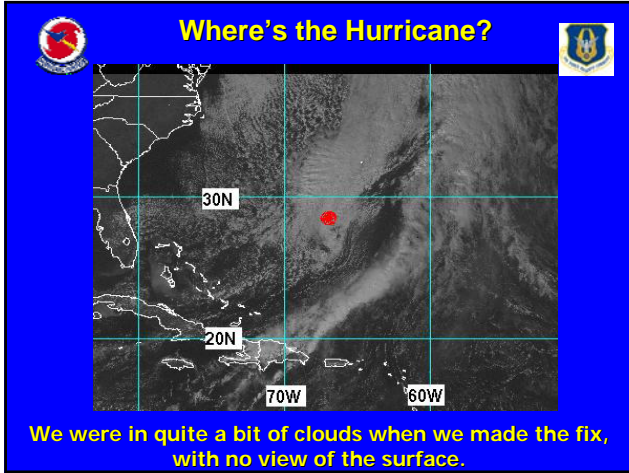 Where's the Hurricane?
30N
20N
70W
60W
We were in quite a bit of clouds when we made the fix,
with no view of the surface.